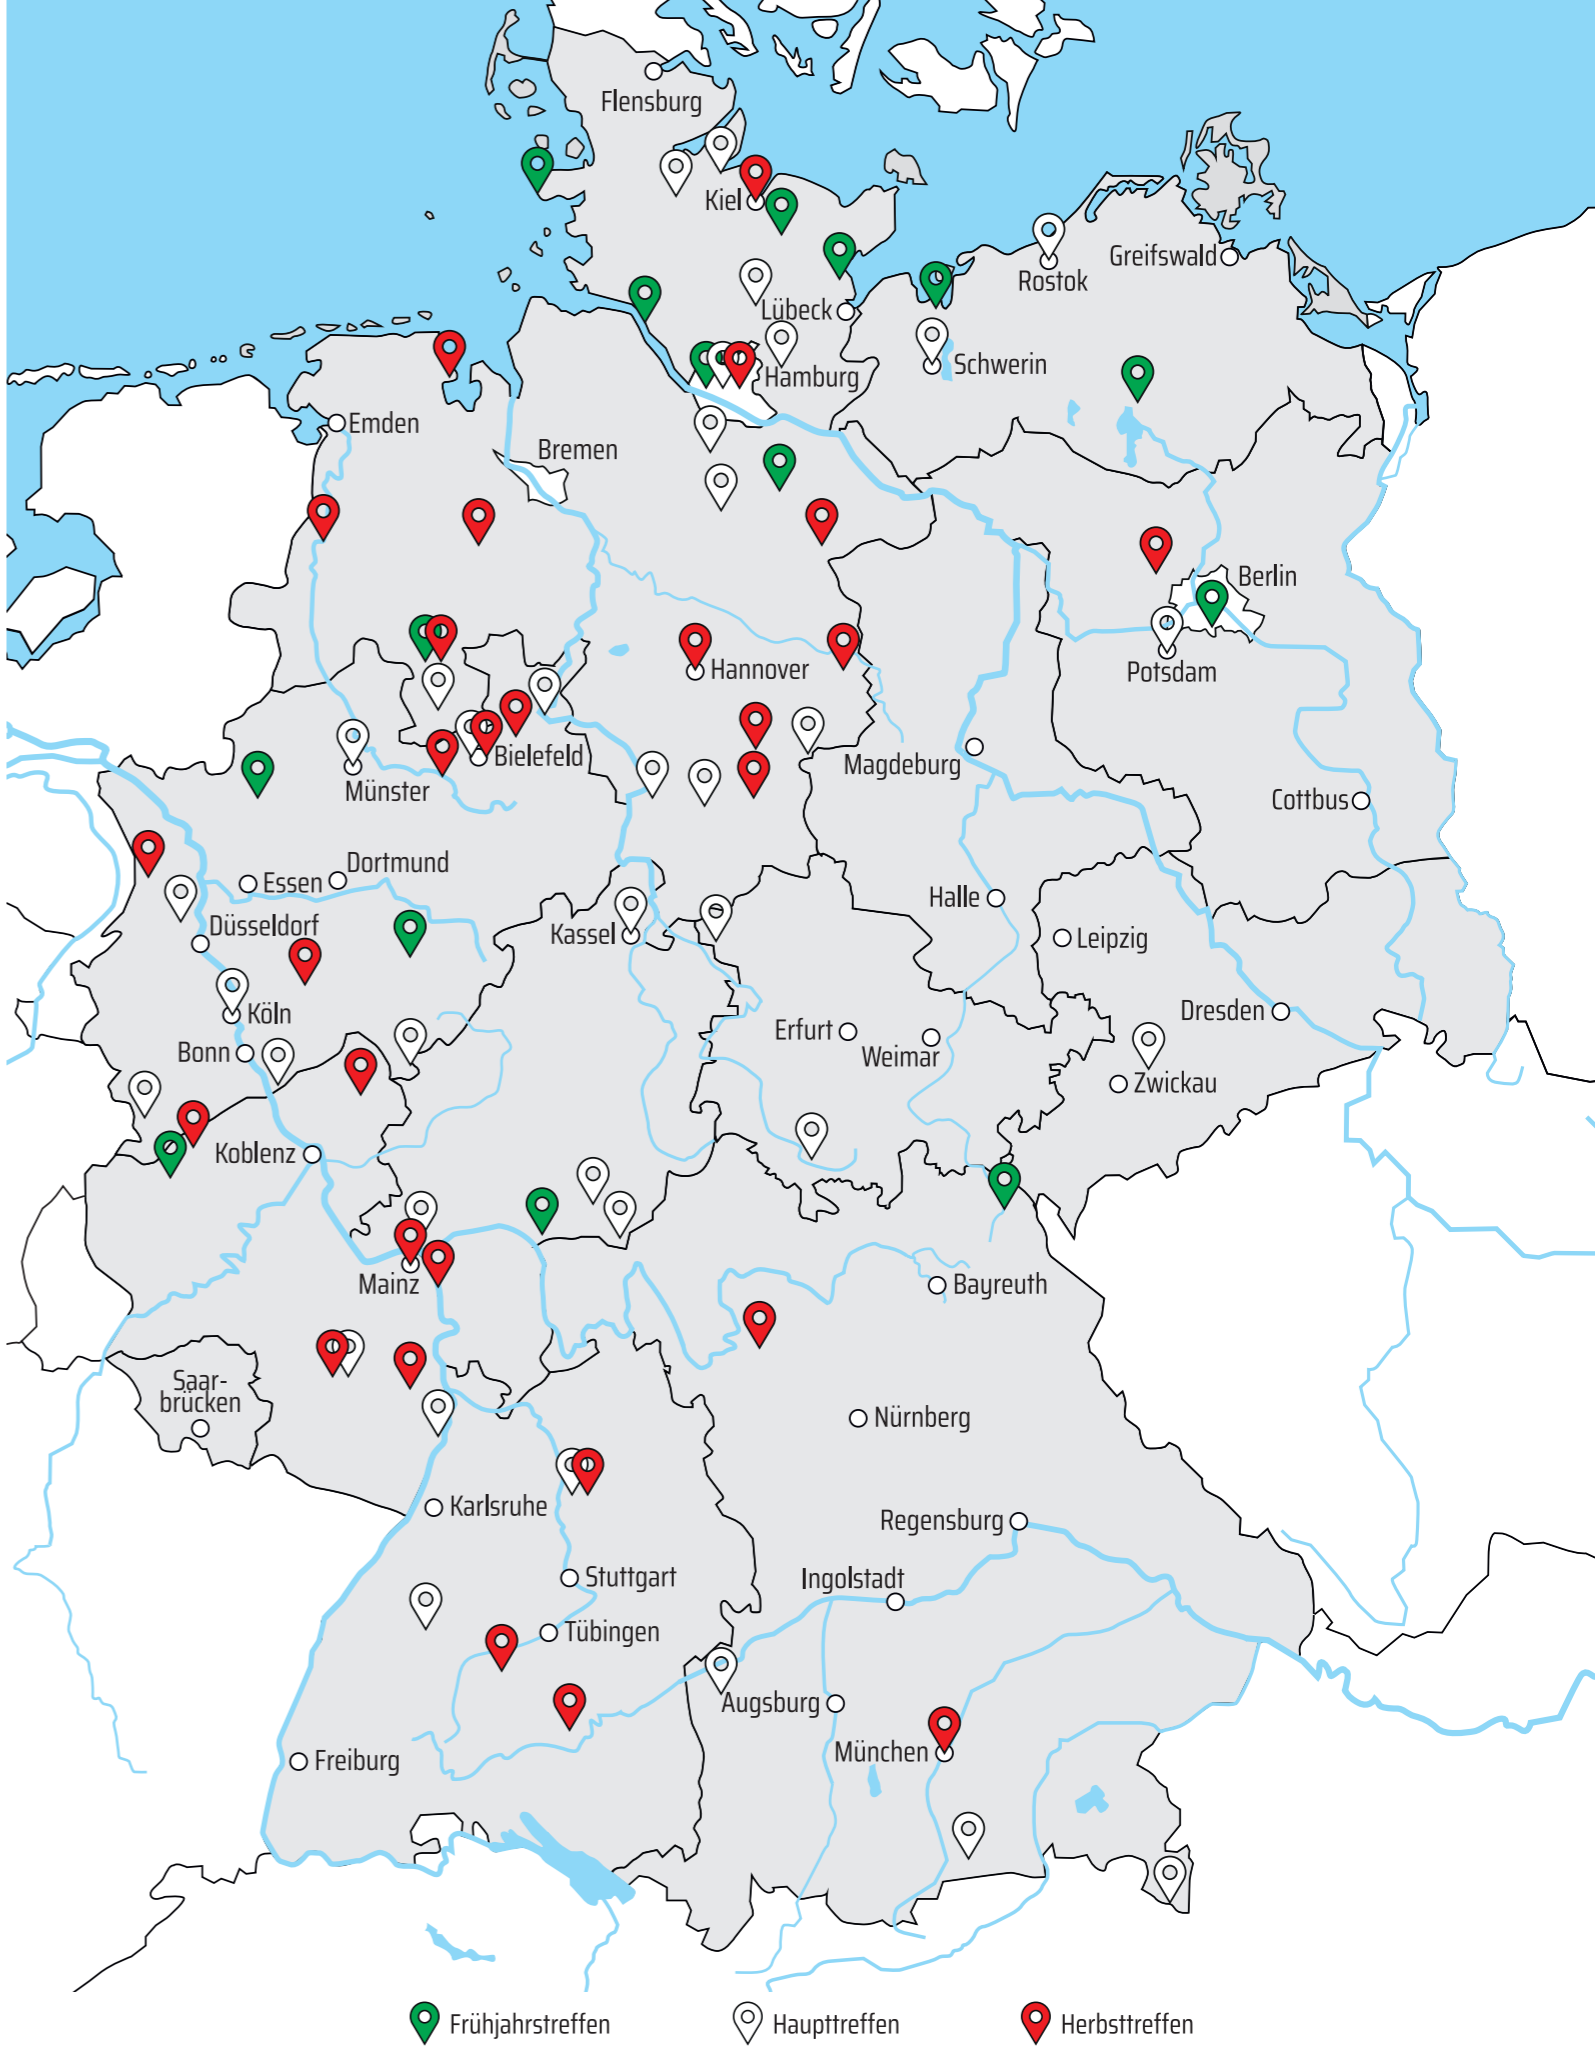 Flensburg
Kiel
Rostok
Greifswald
Lübeck
Schwerin
Hamburg
Emden
Bremen
Berlin
Potsdam
Hannover
Bielefeld
Magdeburg
Münster
Cottbus
Dortmund
Essen
Halle
Düsseldorf
Kassel
Leipzig
Köln
Dresden
Erfurt
Weimar
Bonn
Zwickau
Koblenz
Mainz
Bayreuth
Saar-
brücken
Nürnberg
Karlsruhe
Regensburg
Stuttgart
Ingolstadt
Tübingen
Augsburg
München
Freiburg
Frühjahrstreffen
Haupttreffen
Herbsttreffen